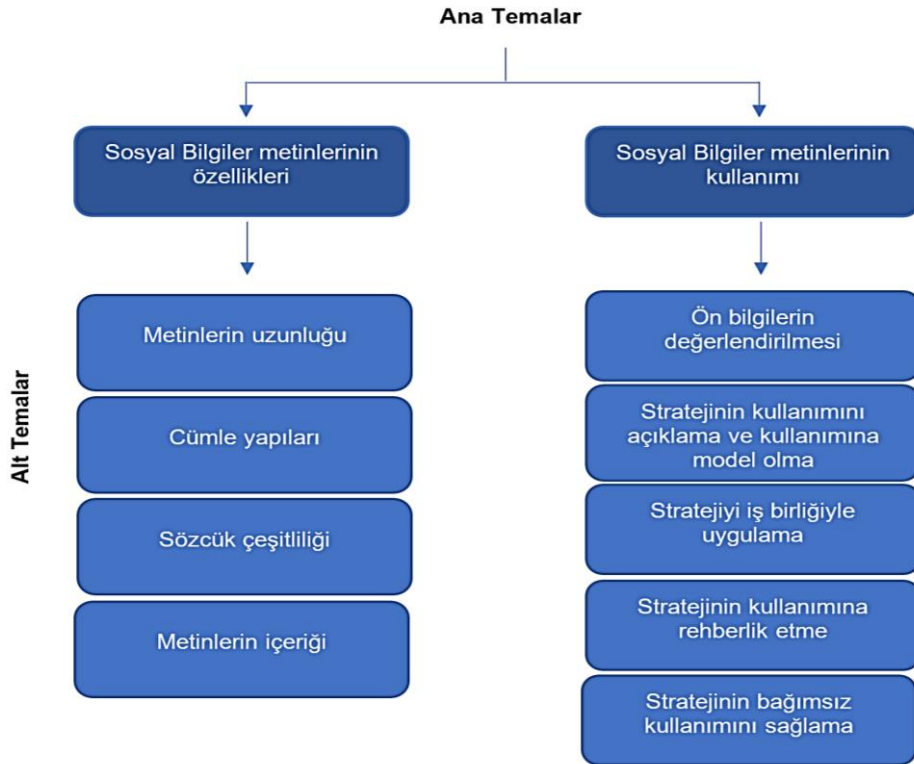 Ana Temalar
Sosyal Bilgiler metinlerinin
özellikleri
Sosyal Bilgiler metinlerinin
kullanımı
Alt Temalar
Metinlerin uzunluğu
Cümle yapıları
Sözcük çeşitliliği
Metinlerin içeriği
Ön bilgilerin
değerlendirilmesi
Stratejinin kullanımını
açıklama ve kullanımına
model olma
Stratejiyi iş birliğiyle
uygulama
Stratejinin kullanımına
rehberlik etme
Stratejinin bağımsız
kullanımını sağlama